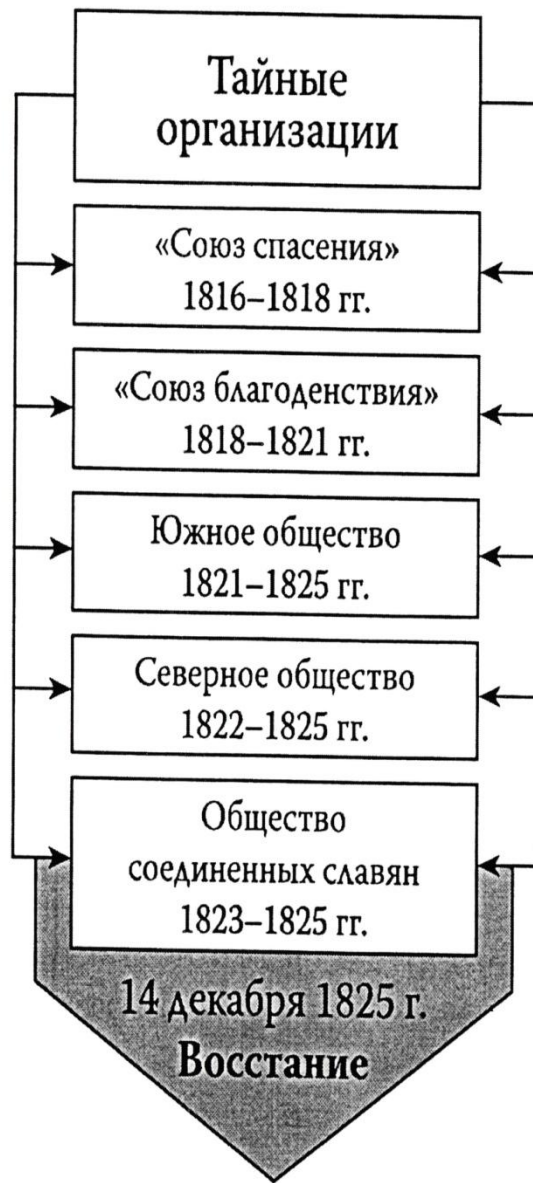 Тайные
организации
«Союз спасения»
1816–1818 гг.
«Союз благоденствия»
1818–1821 гг.
Южное общество
1821–1825 гг.
Северное общество
1822–1825 гг.
Общество
соединенных славян
1823–1825 гг.
14 декабря 1825 г.
Восстание